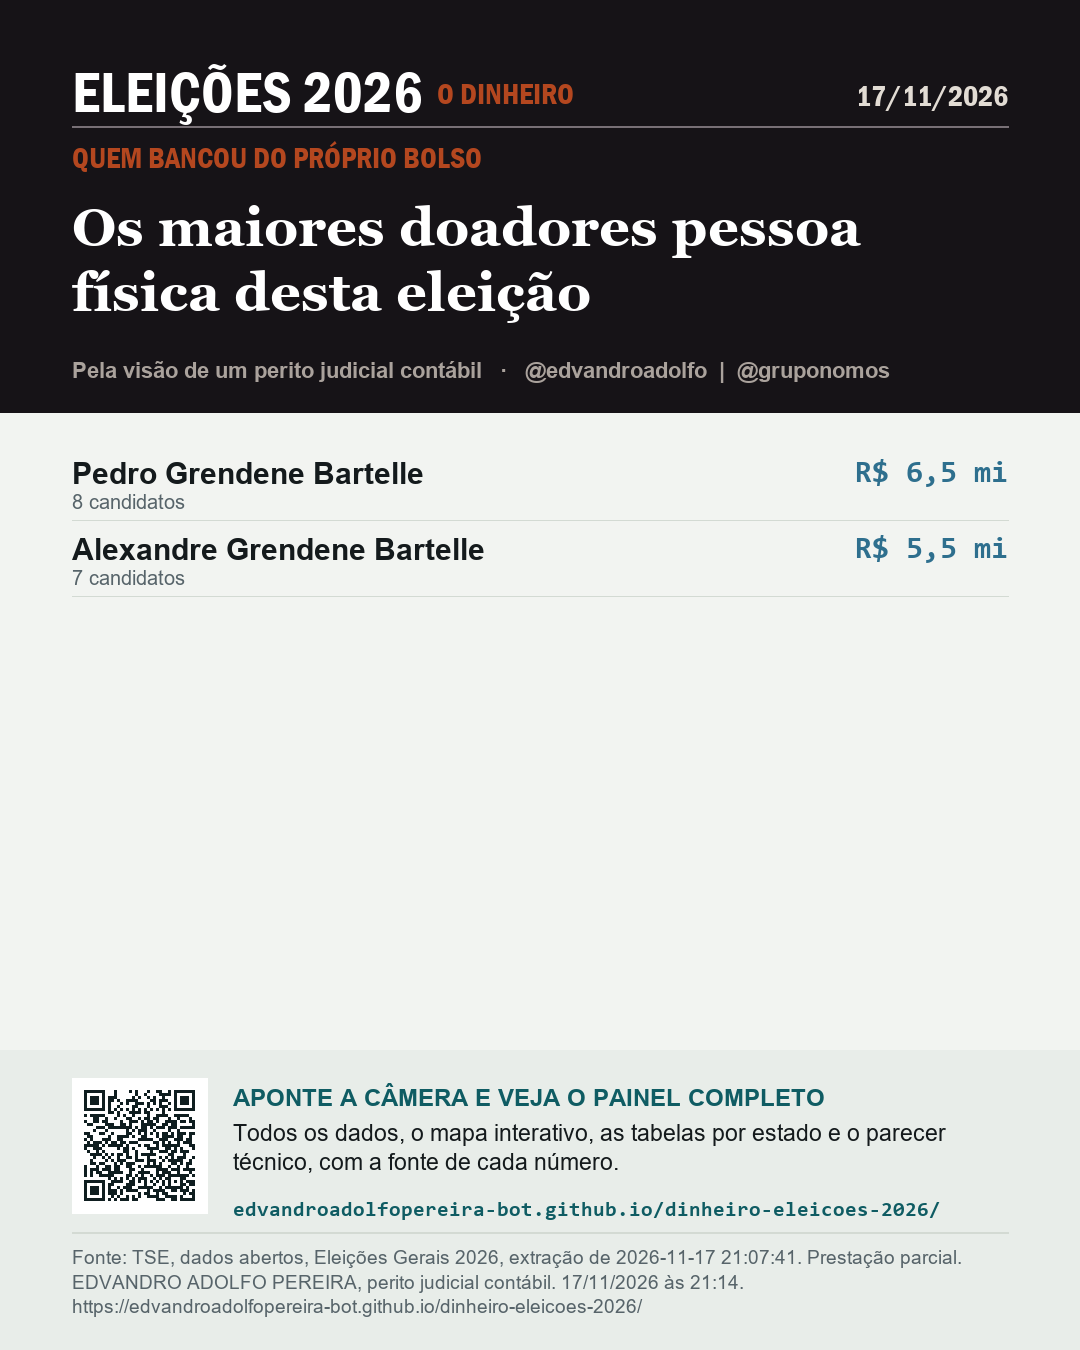 ELEIÇÕES 2026 O DINHEIRO 17/11/2026
QUEM BANCOU DO PRÓPRIO BOLSO
Os maiores doadores pessoa
física desta eleição
Pela visão de um perito judicial contábil · @edvandroadolfo | @gruponomos
Pedro Grendene Bartelle R$ 6,5 mi
8 candidatos
Alexandre Grendene Bartelle R$ 5,5 mi
7 candidatos
APONTE A CÂMERA E VEJA O PAINEL COMPLETO
Todos os dados, o mapa interativo, as tabelas por estado e o parecer
técnico, com a fonte de cada número.
edvandroadolfopereira-bot.github.io/dinheiro-eleicoes-2026/
Fonte: TSE, dados abertos, Eleições Gerais 2026, extração de 2026-11-17 21:07:41. Prestação parcial.
EDVANDRO ADOLFO PEREIRA, perito judicial contábil. 17/11/2026 às 21:14.
https://edvandroadolfopereira-bot.github.io/dinheiro-eleicoes-2026/